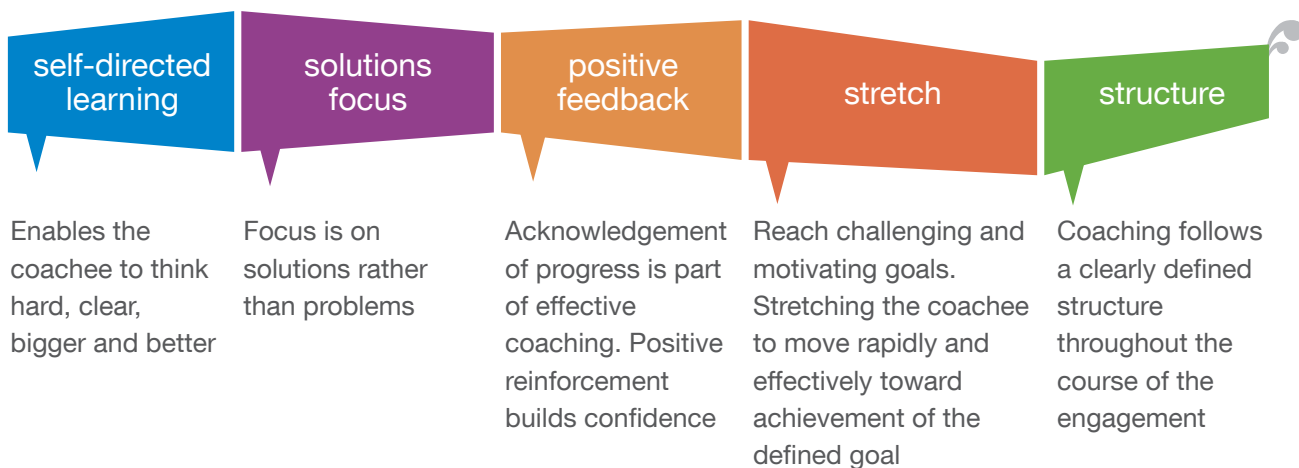 self-directed
learning
solutions
focus
positive
feedback
stretch
structure
Enables the
coachee to think
hard, clear,
bigger and better
Focus is on
solutions rather
than problems
Acknowledgement
of progress is part
of effective
coaching. Positive
reinforcement
builds confidence
Reach challenging and
motivating goals.
Stretching the coachee
to move rapidly and
effectively toward
achievement of the
defined goal
Coaching follows
a clearly defined
structure
throughout the
course of the
engagement